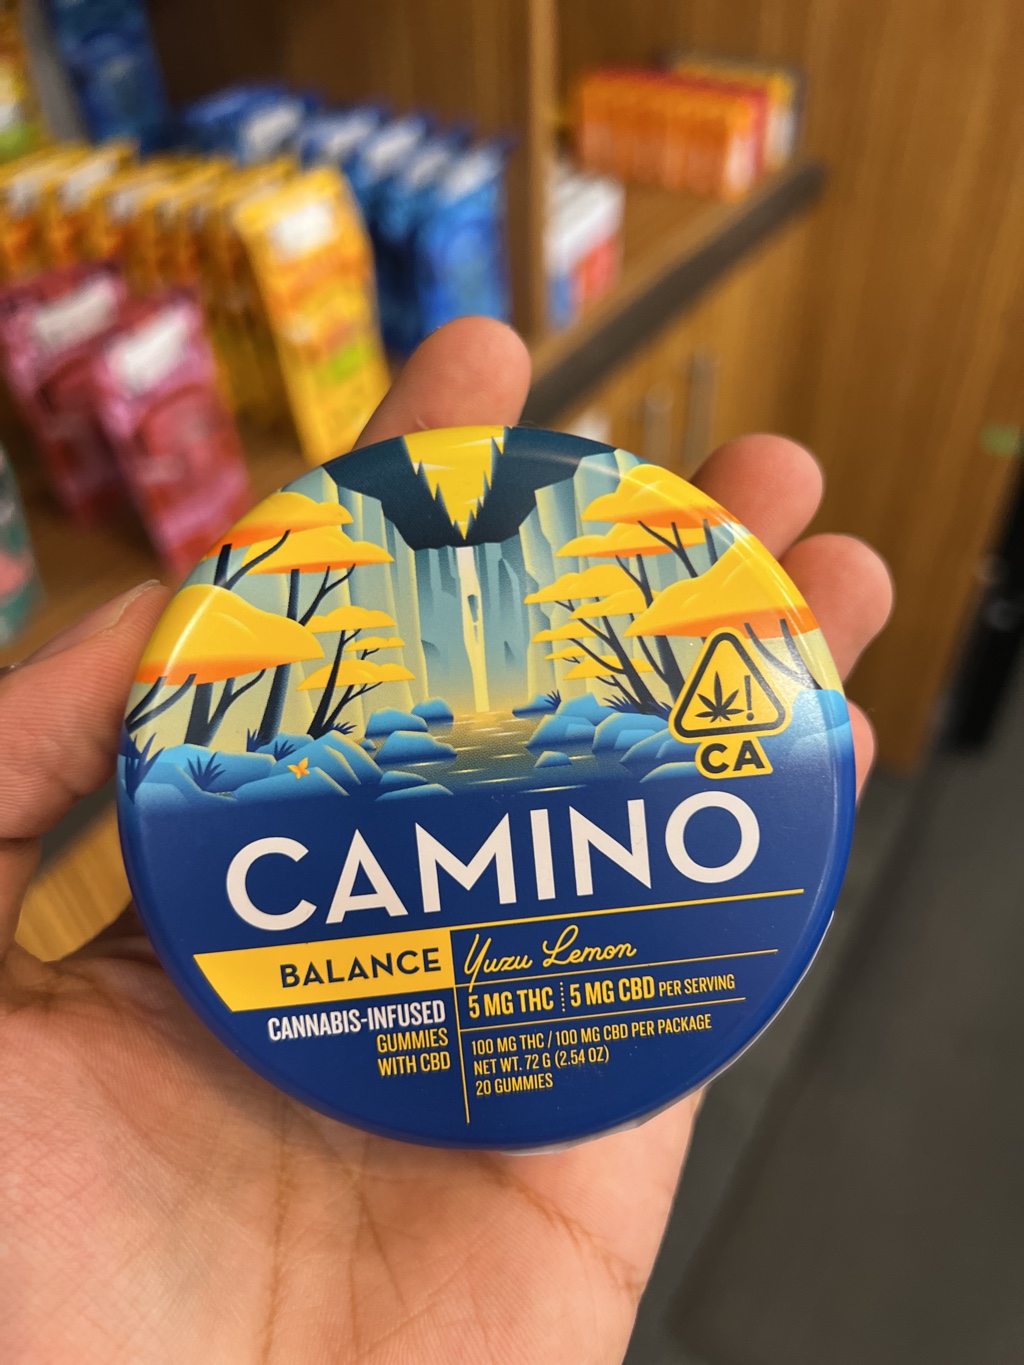 CA
CAMINO
BALANCE
Yuzu Lemon
CANNABIS-INFUSED
GUMMIES
WITH CBD
5 MG THC 5 MG CBD PER SERVING
100 MG THC / 100 MG CBD PER PACKAGE
NET WT. 72 G (2.54 OZ)
20 GUMMIES